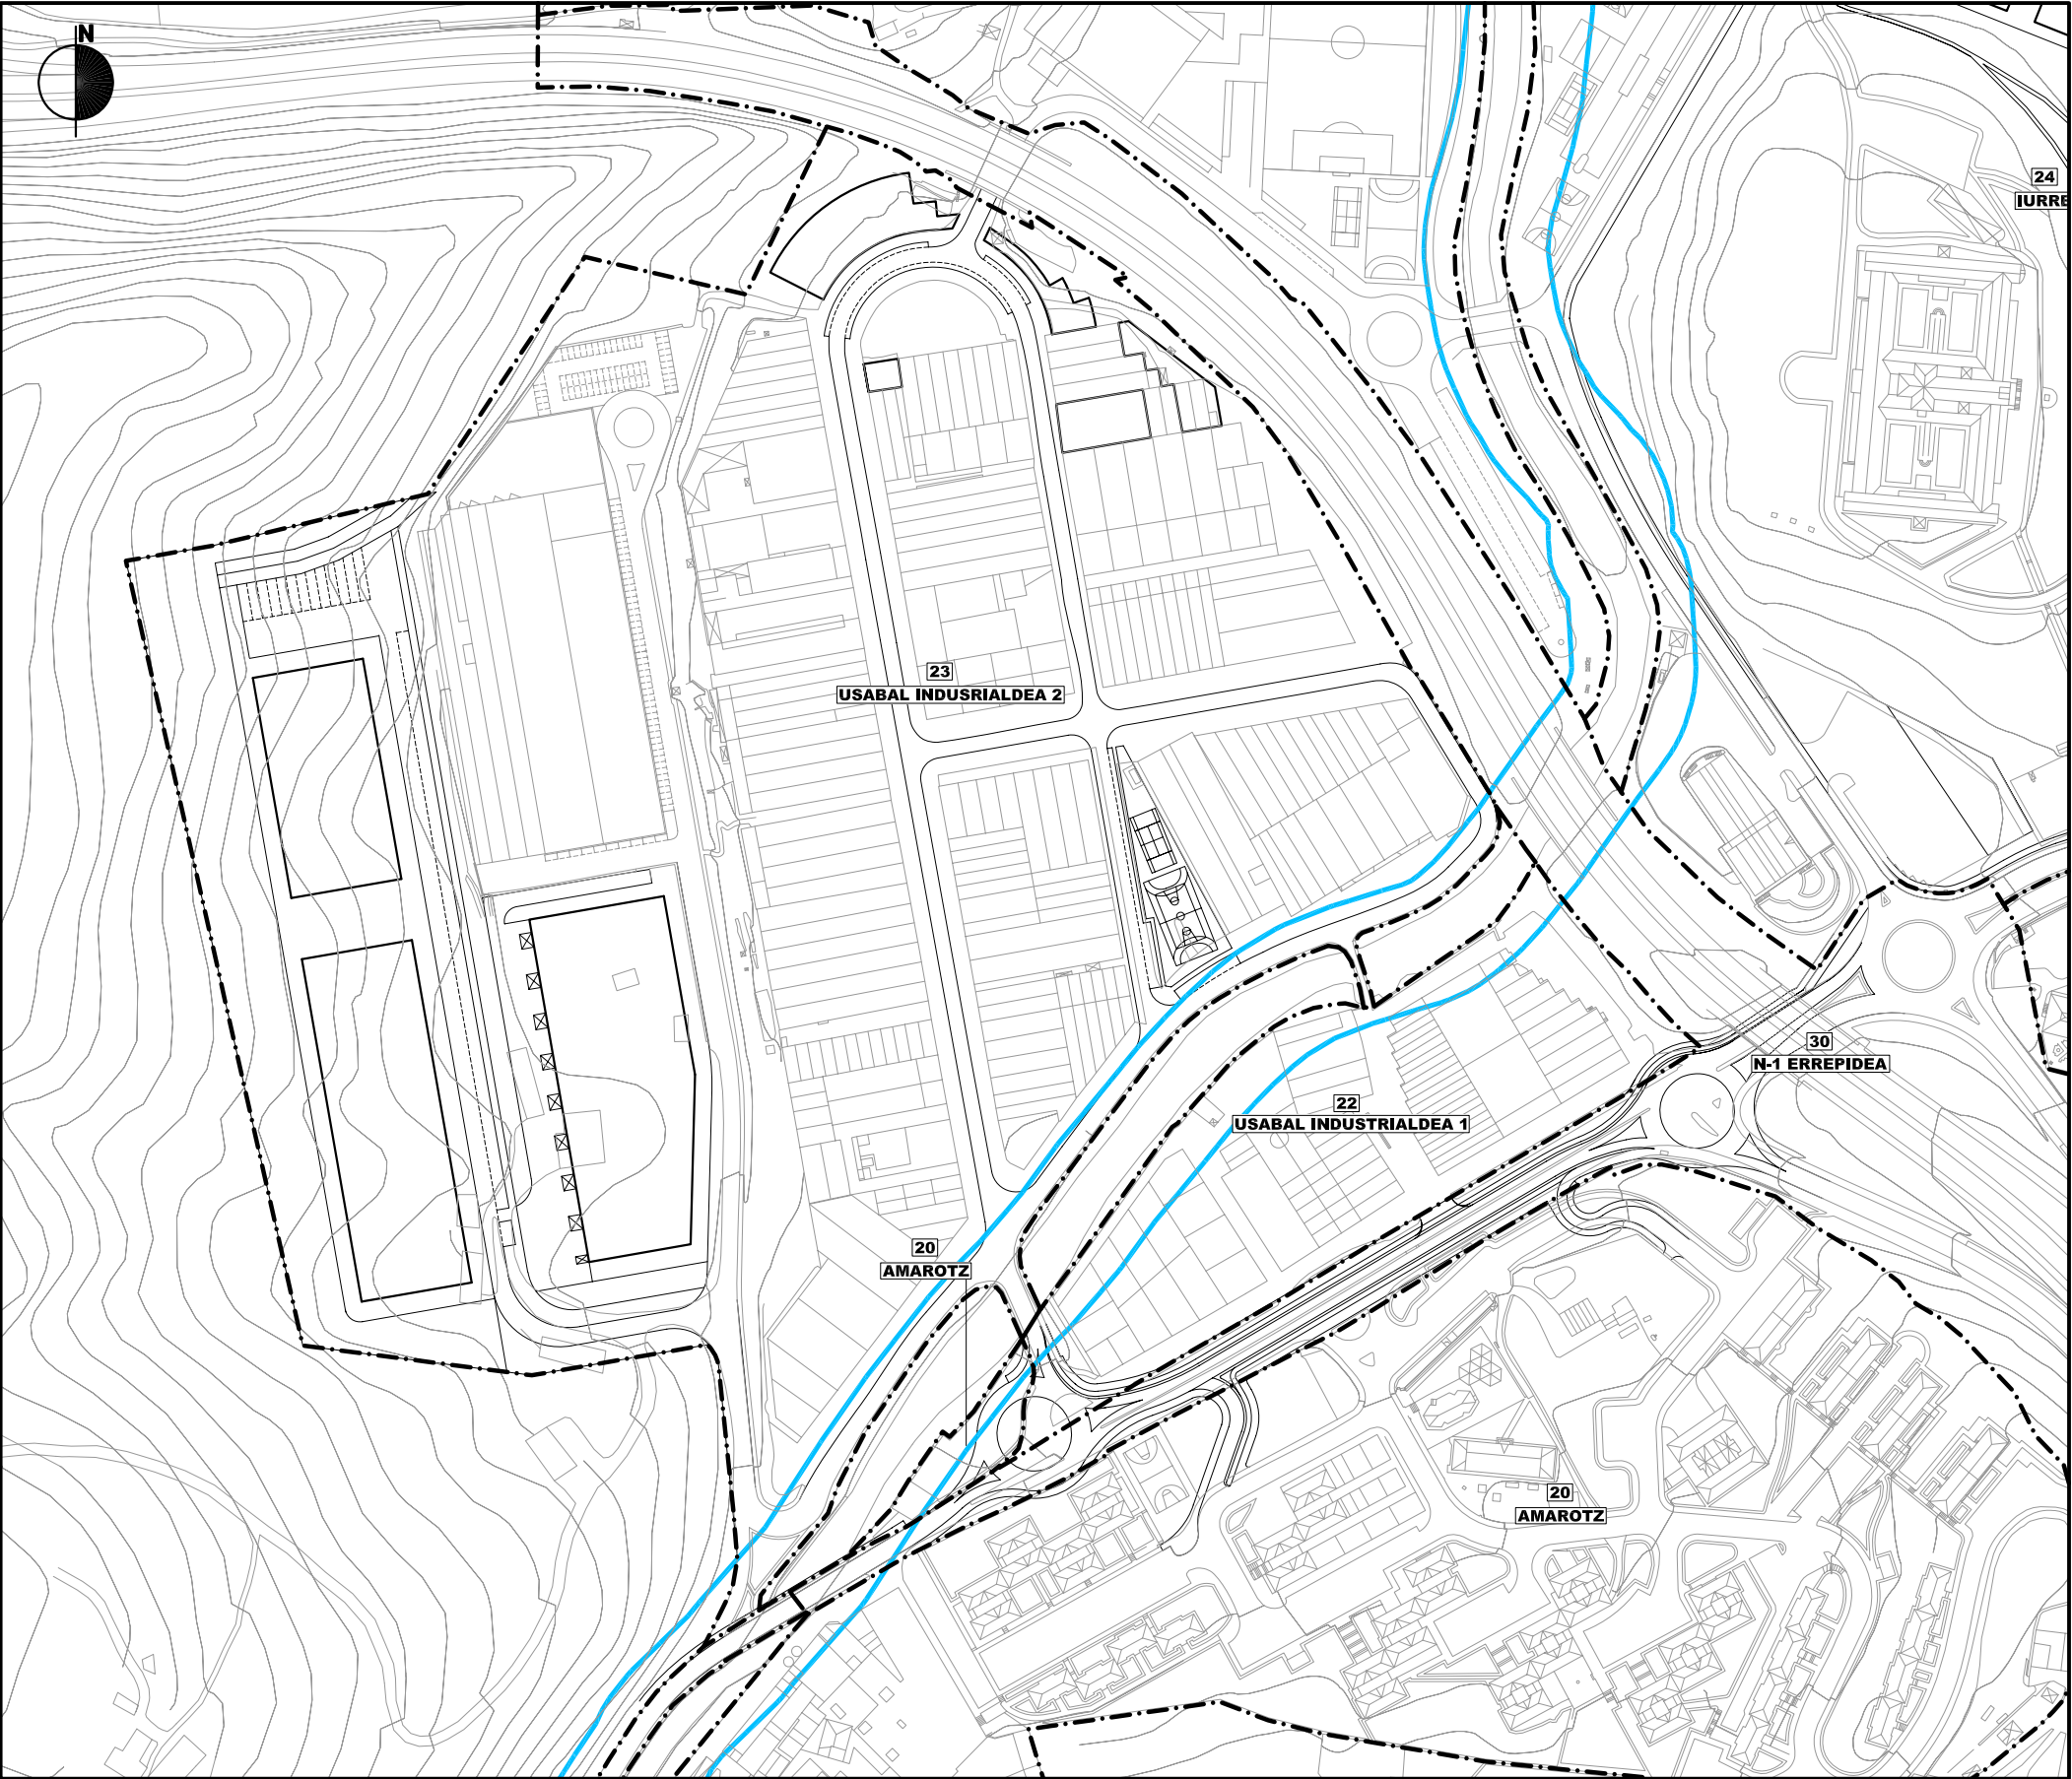 N
24
IURRE
23
USABAL INDUSRIALDEA 2
30
N-1 ERREPIDEA
22
USABAL INDUSTRIALDEA 1
20
AMAROTZ
20
AMAROTZ